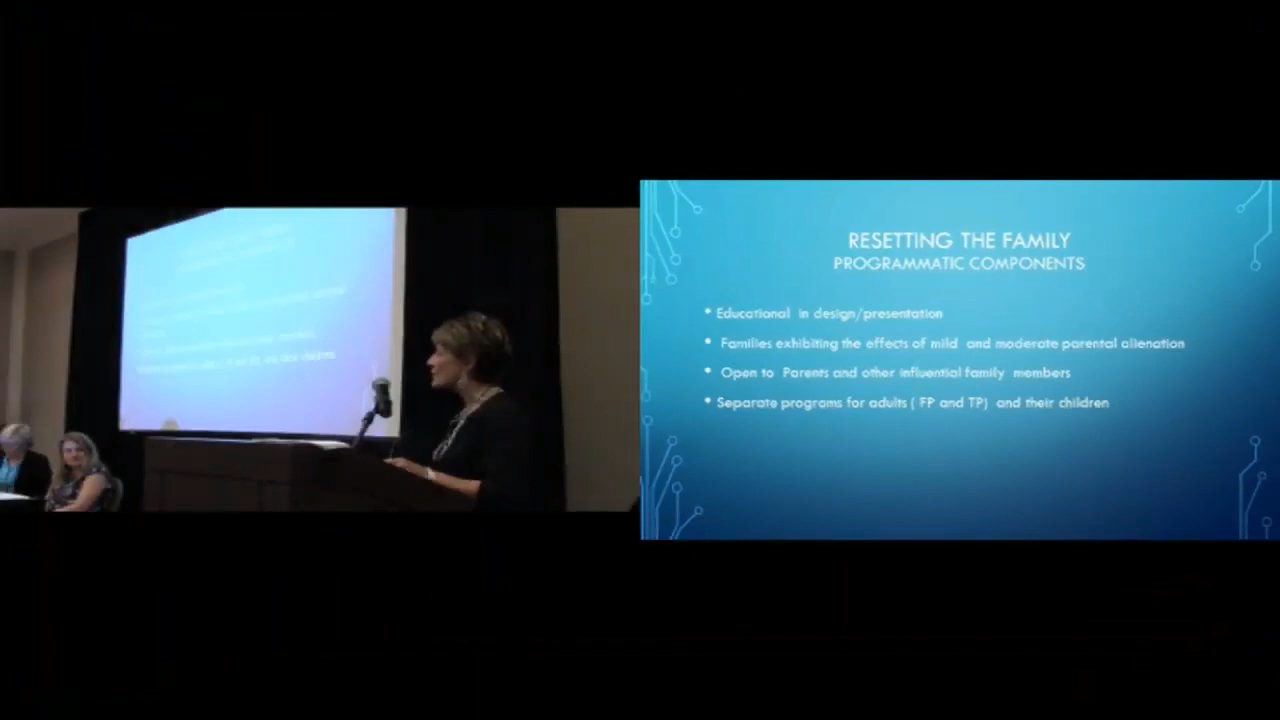 RESETTING THE FAMILY
PROGRAMMATIC COMPONENTS
• Educational in design/presentation
• Families exhibiting the effects of mild and moderate parental alienation
• Open to Parents and other influential family members
• Separate programs for adults ( FP and TP) and their children